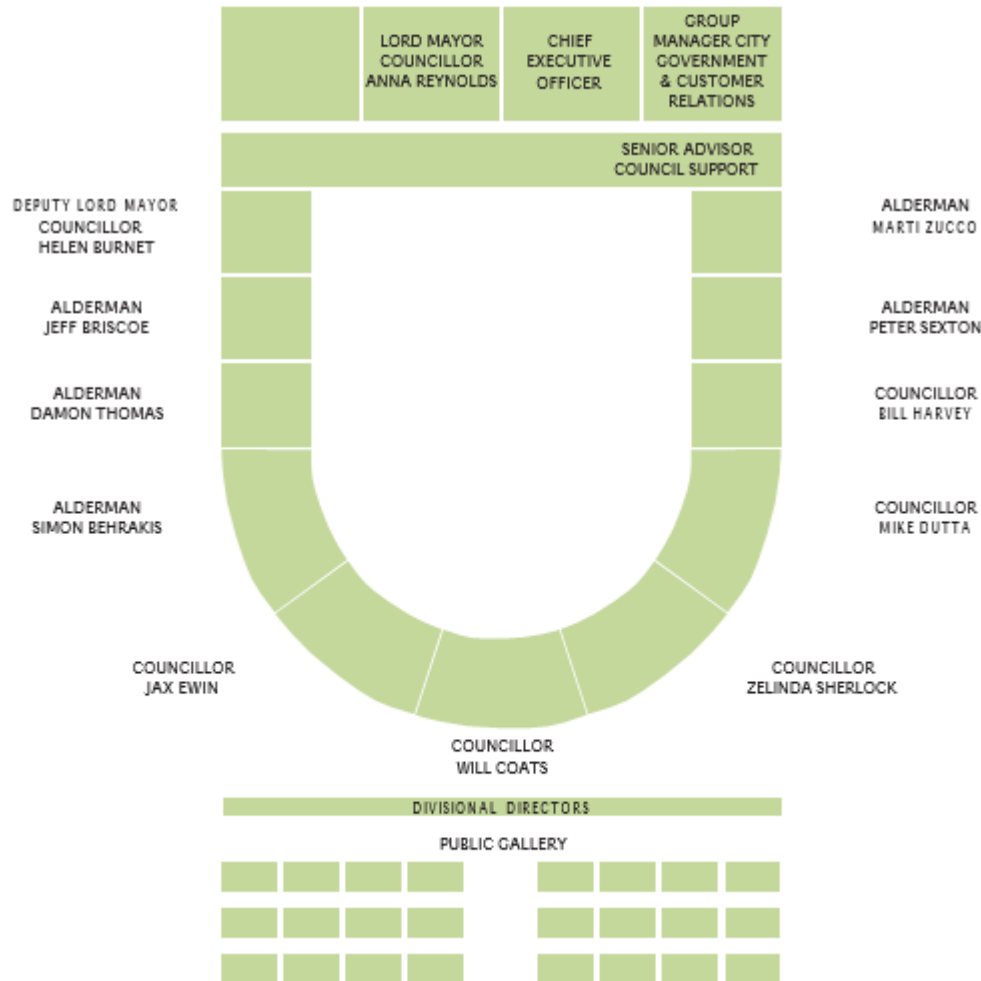 LORD MAYOR
COUNCILLOR
ANNA REYNOLDS
CHIEF
EXECUTIVE
OFFICER
GROUP
MANAGER CITY
GOVERNMENT
& CUSTOMER
RELATIONS
SENIOR ADVISOR
COUNCIL SUPPORT
DEPUTY LORD MAYOR
COUNCILLOR
HELEN BURNET
ALDERMAN
MARTI ZUCCO
ALDERMAN
JEFF BRISCOE
ALDERMAN
PETER SEXTON
ALDERMAN
DAMON THOMAS
COUNCILLOR
BILL HARVEY
ALDERMAN
SIMON BEHRAKIS
COUNCILLOR
MIKE DUTTA
COUNCILLOR
JAX EWIN
COUNCILLOR
ZELINDA SHERLOCK
COUNCILLOR
WILL COATS
DIVISIONAL DIRECTORS
PUBLIC GALLERY